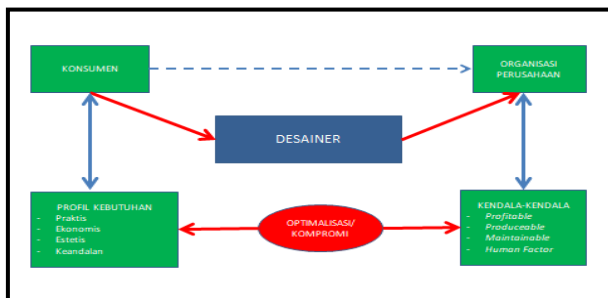 KONSUMEN
ORGANISASI
PERUSAHAAN
DESAINER
PROFIL KEBUTUHAN
- Praktis
- Ekonomis
- Estetis
- Keandalan
OPTIMALISASI/
KOMPROMI
KENDALA-KENDALA
- Profitable
- Produceable
- Maintainable
- Human Factor